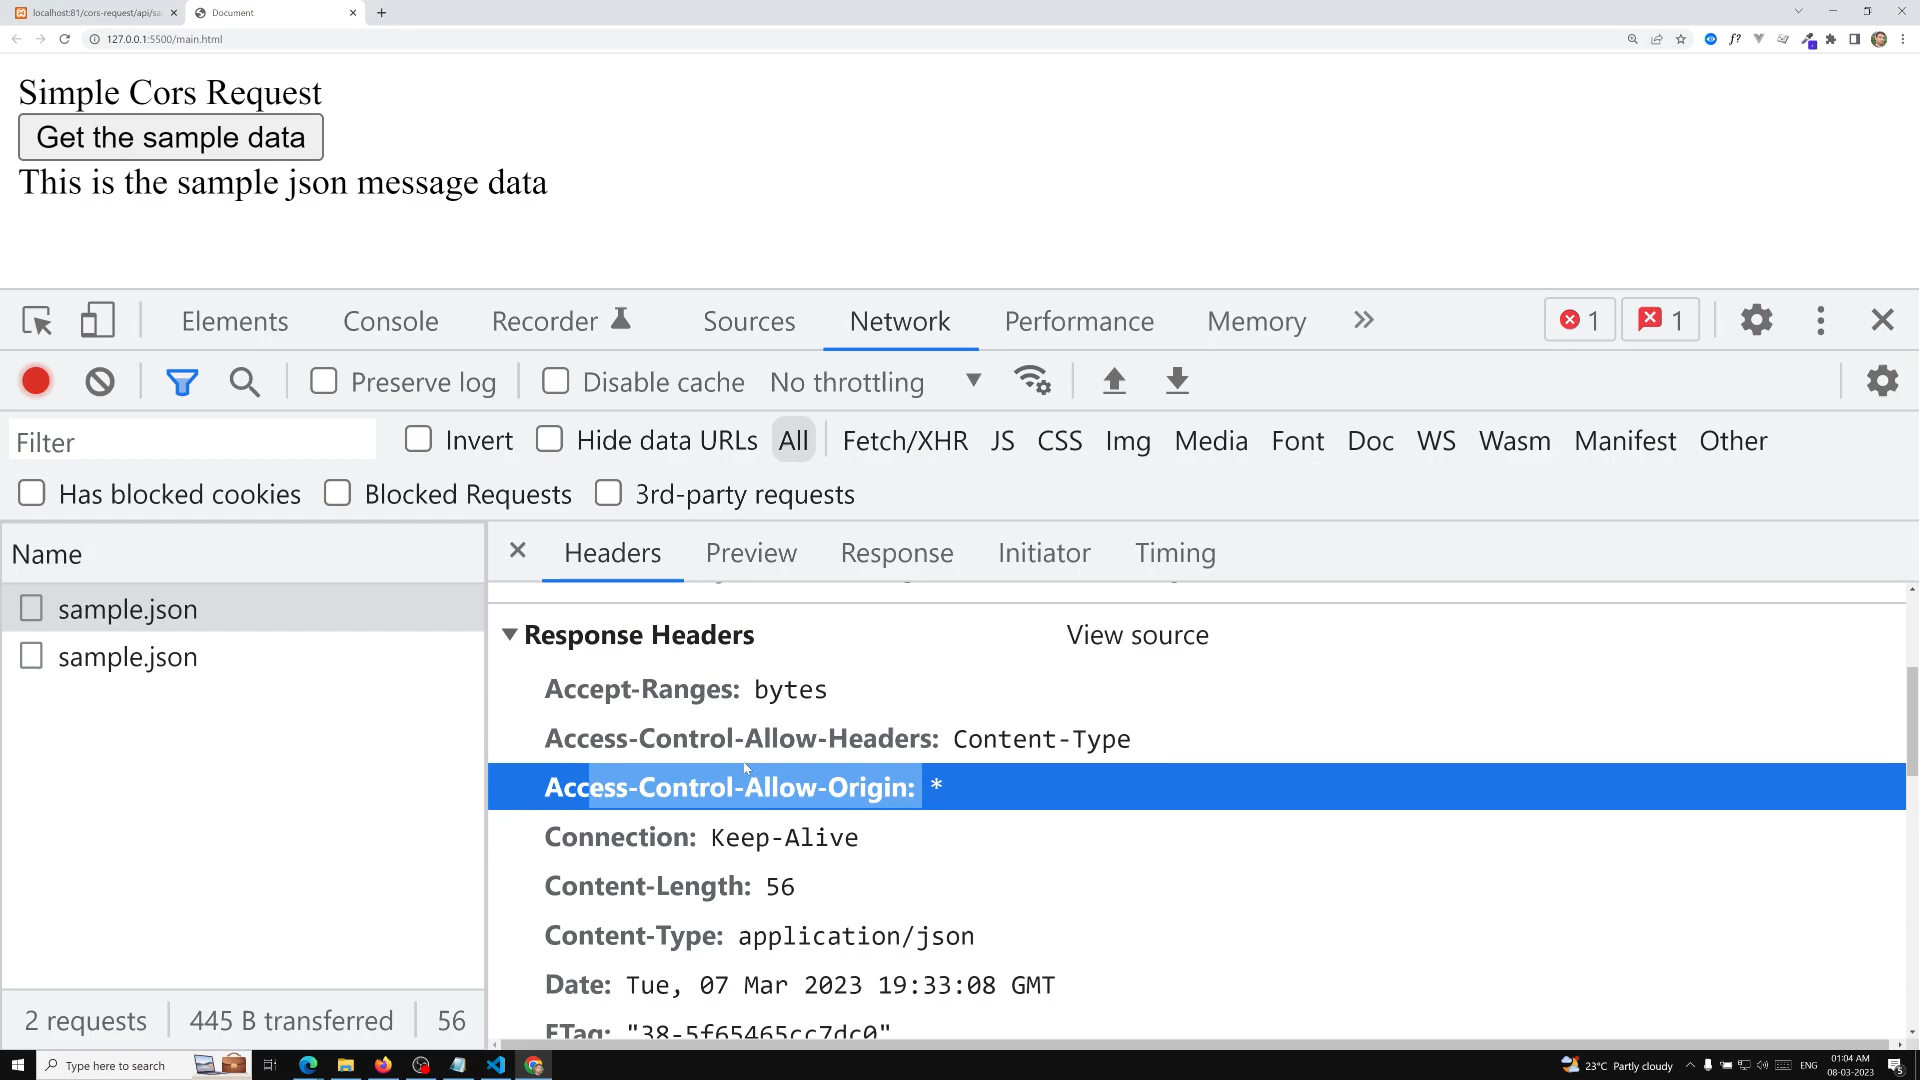 localhost:81/cors-request/api/sa
Document
127.0.0.1:5500/main.html
Simple Cors Request
Get the sample data
This is the sample json message data
Elements Console Recorder Sources Network Performance Memory 1 1
Preserve log Disable cache No throttling
Filter Invert Hide data URLs All Fetch/XHR JS CSS Img Media Font Doc WS Wasm Manifest Other
Has blocked cookies Blocked Requests 3rd-party requests
Name
Headers Preview Response Initiator Timing
sample.json
sample.json
Response Headers View source
Accept-Ranges: bytes
Access-Control-Allow-Headers: Content-Type
Access-Control-Allow-Origin: *
Connection: Keep-Alive
Content-Length: 56
Content-Type: application/json
Date: Tue, 07 Mar 2023 19:33:08 GMT
ETag: "38-5f65465cc7dc0"
2 requests 445 B transferred 56
Type here to search
23°C Partly cloudy ENG 01:04 AM
08-03-2023